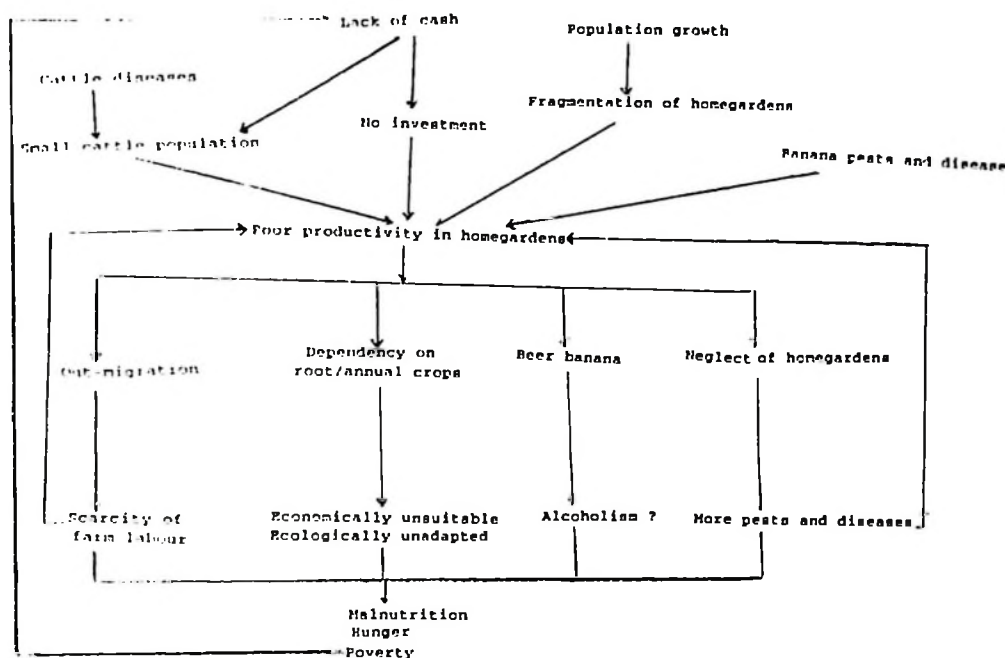 Lack of cash
Population growth
Cattle diseases
Fragmentation of homegardens
No investment
Small cattle population
Banana pests and disease
Poor productivity in homegardens
Out-migration
Dependency on
root/annual crops
Beer banana
Neglect of homegardens
Scarcity of
farm labour
Economically unsuitable
Ecologically unadapted
Alcoholism ?
More pests and diseases
Malnutrition
Hunger
Poverty